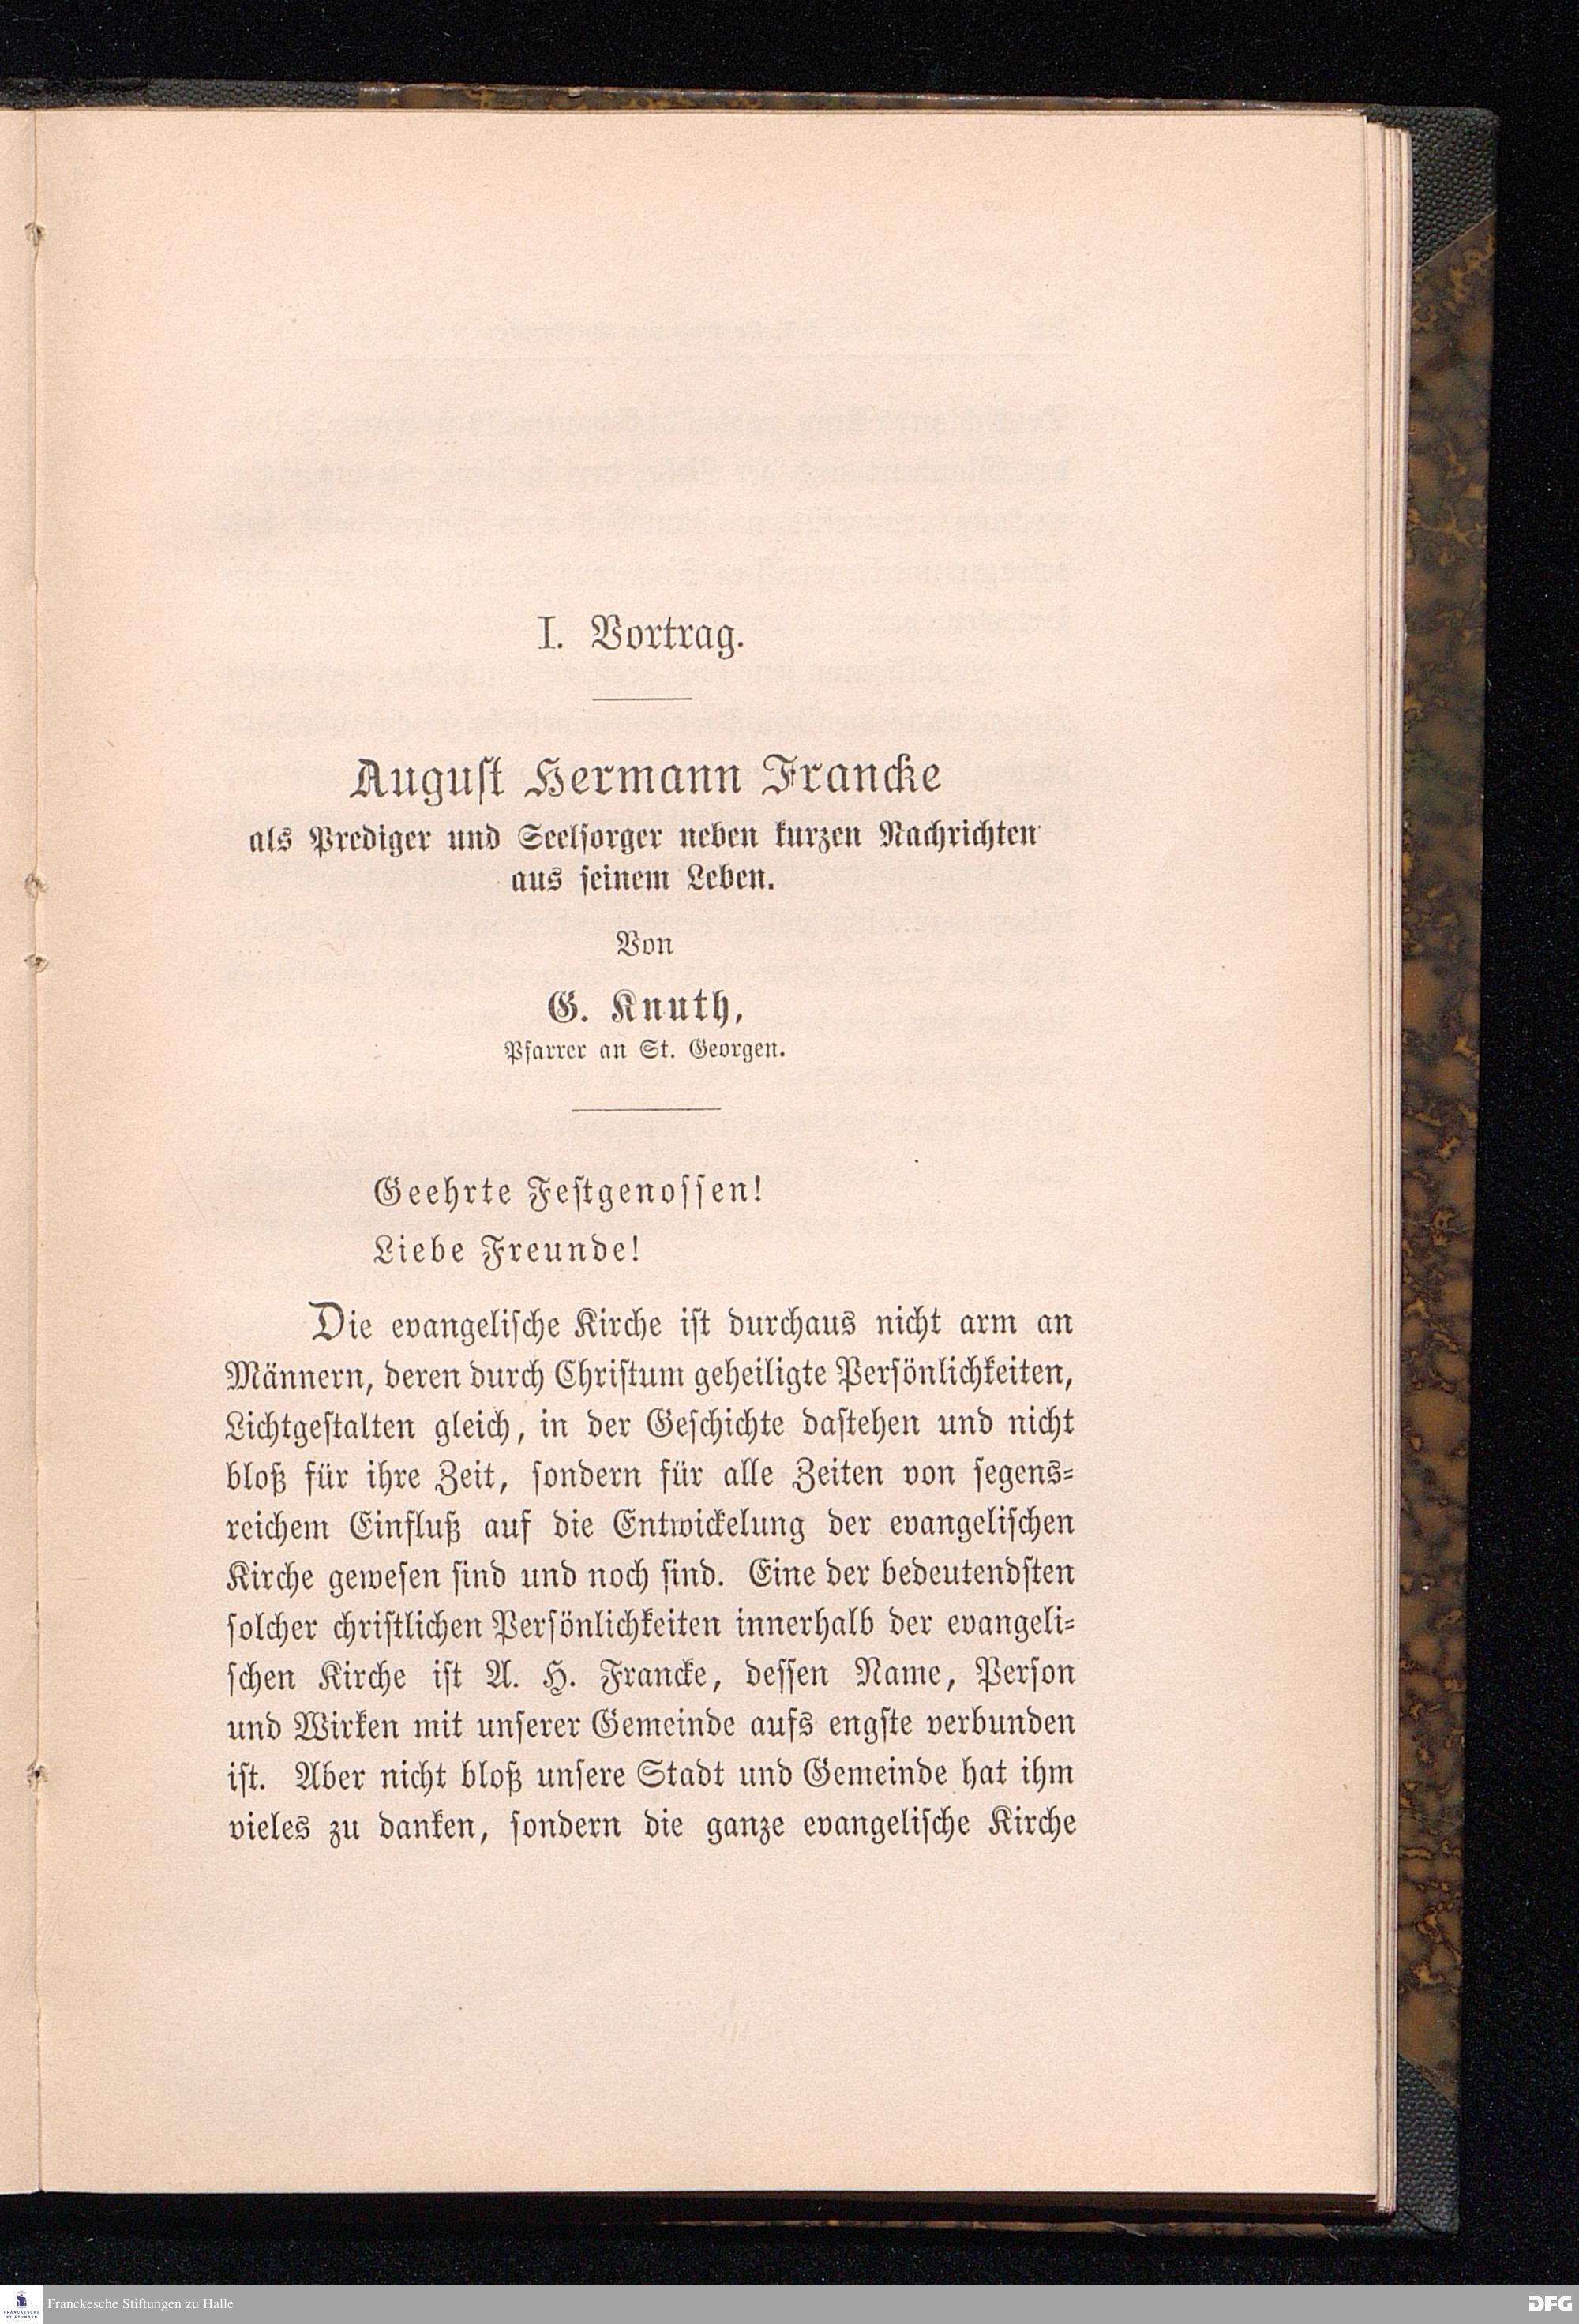 I. Vortrag.
August Hermann Francke
als Prediger und Seelsorger neben kurzen Nachrichten
aus seinem Leben.
Von
G. Knuth,
Pfarrer an St. Georgen.
Geehrte Festgenossen!
Liebe Freunde!
Die evangelische Kirche ist durchaus nicht arm an
Männern, deren durch Christum geheiligte Persönlichkeiten,
Lichtgestalten gleich, in der Geschichte dastehen und nicht
bloß für ihre Zeit, sondern für alle Zeiten von segens-
reichem Einfluß auf die Entwickelung der evangelischen
Kirche gewesen sind und noch sind. Eine der bedeutendsten
solcher christlichen Persönlichkeiten innerhalb der evangeli-
schen Kirche ist A. H. Francke, dessen Name, Person
und Wirken mit unserer Gemeinde aufs engste verbunden
ist. Aber nicht bloß unsere Stadt und Gemeinde hat ihm
vieles zu danken, sondern die ganze evangelische Kirche
FRANCKESCHE
STIFTUNGEN
Franckesche Stiftungen zu Halle
DFG